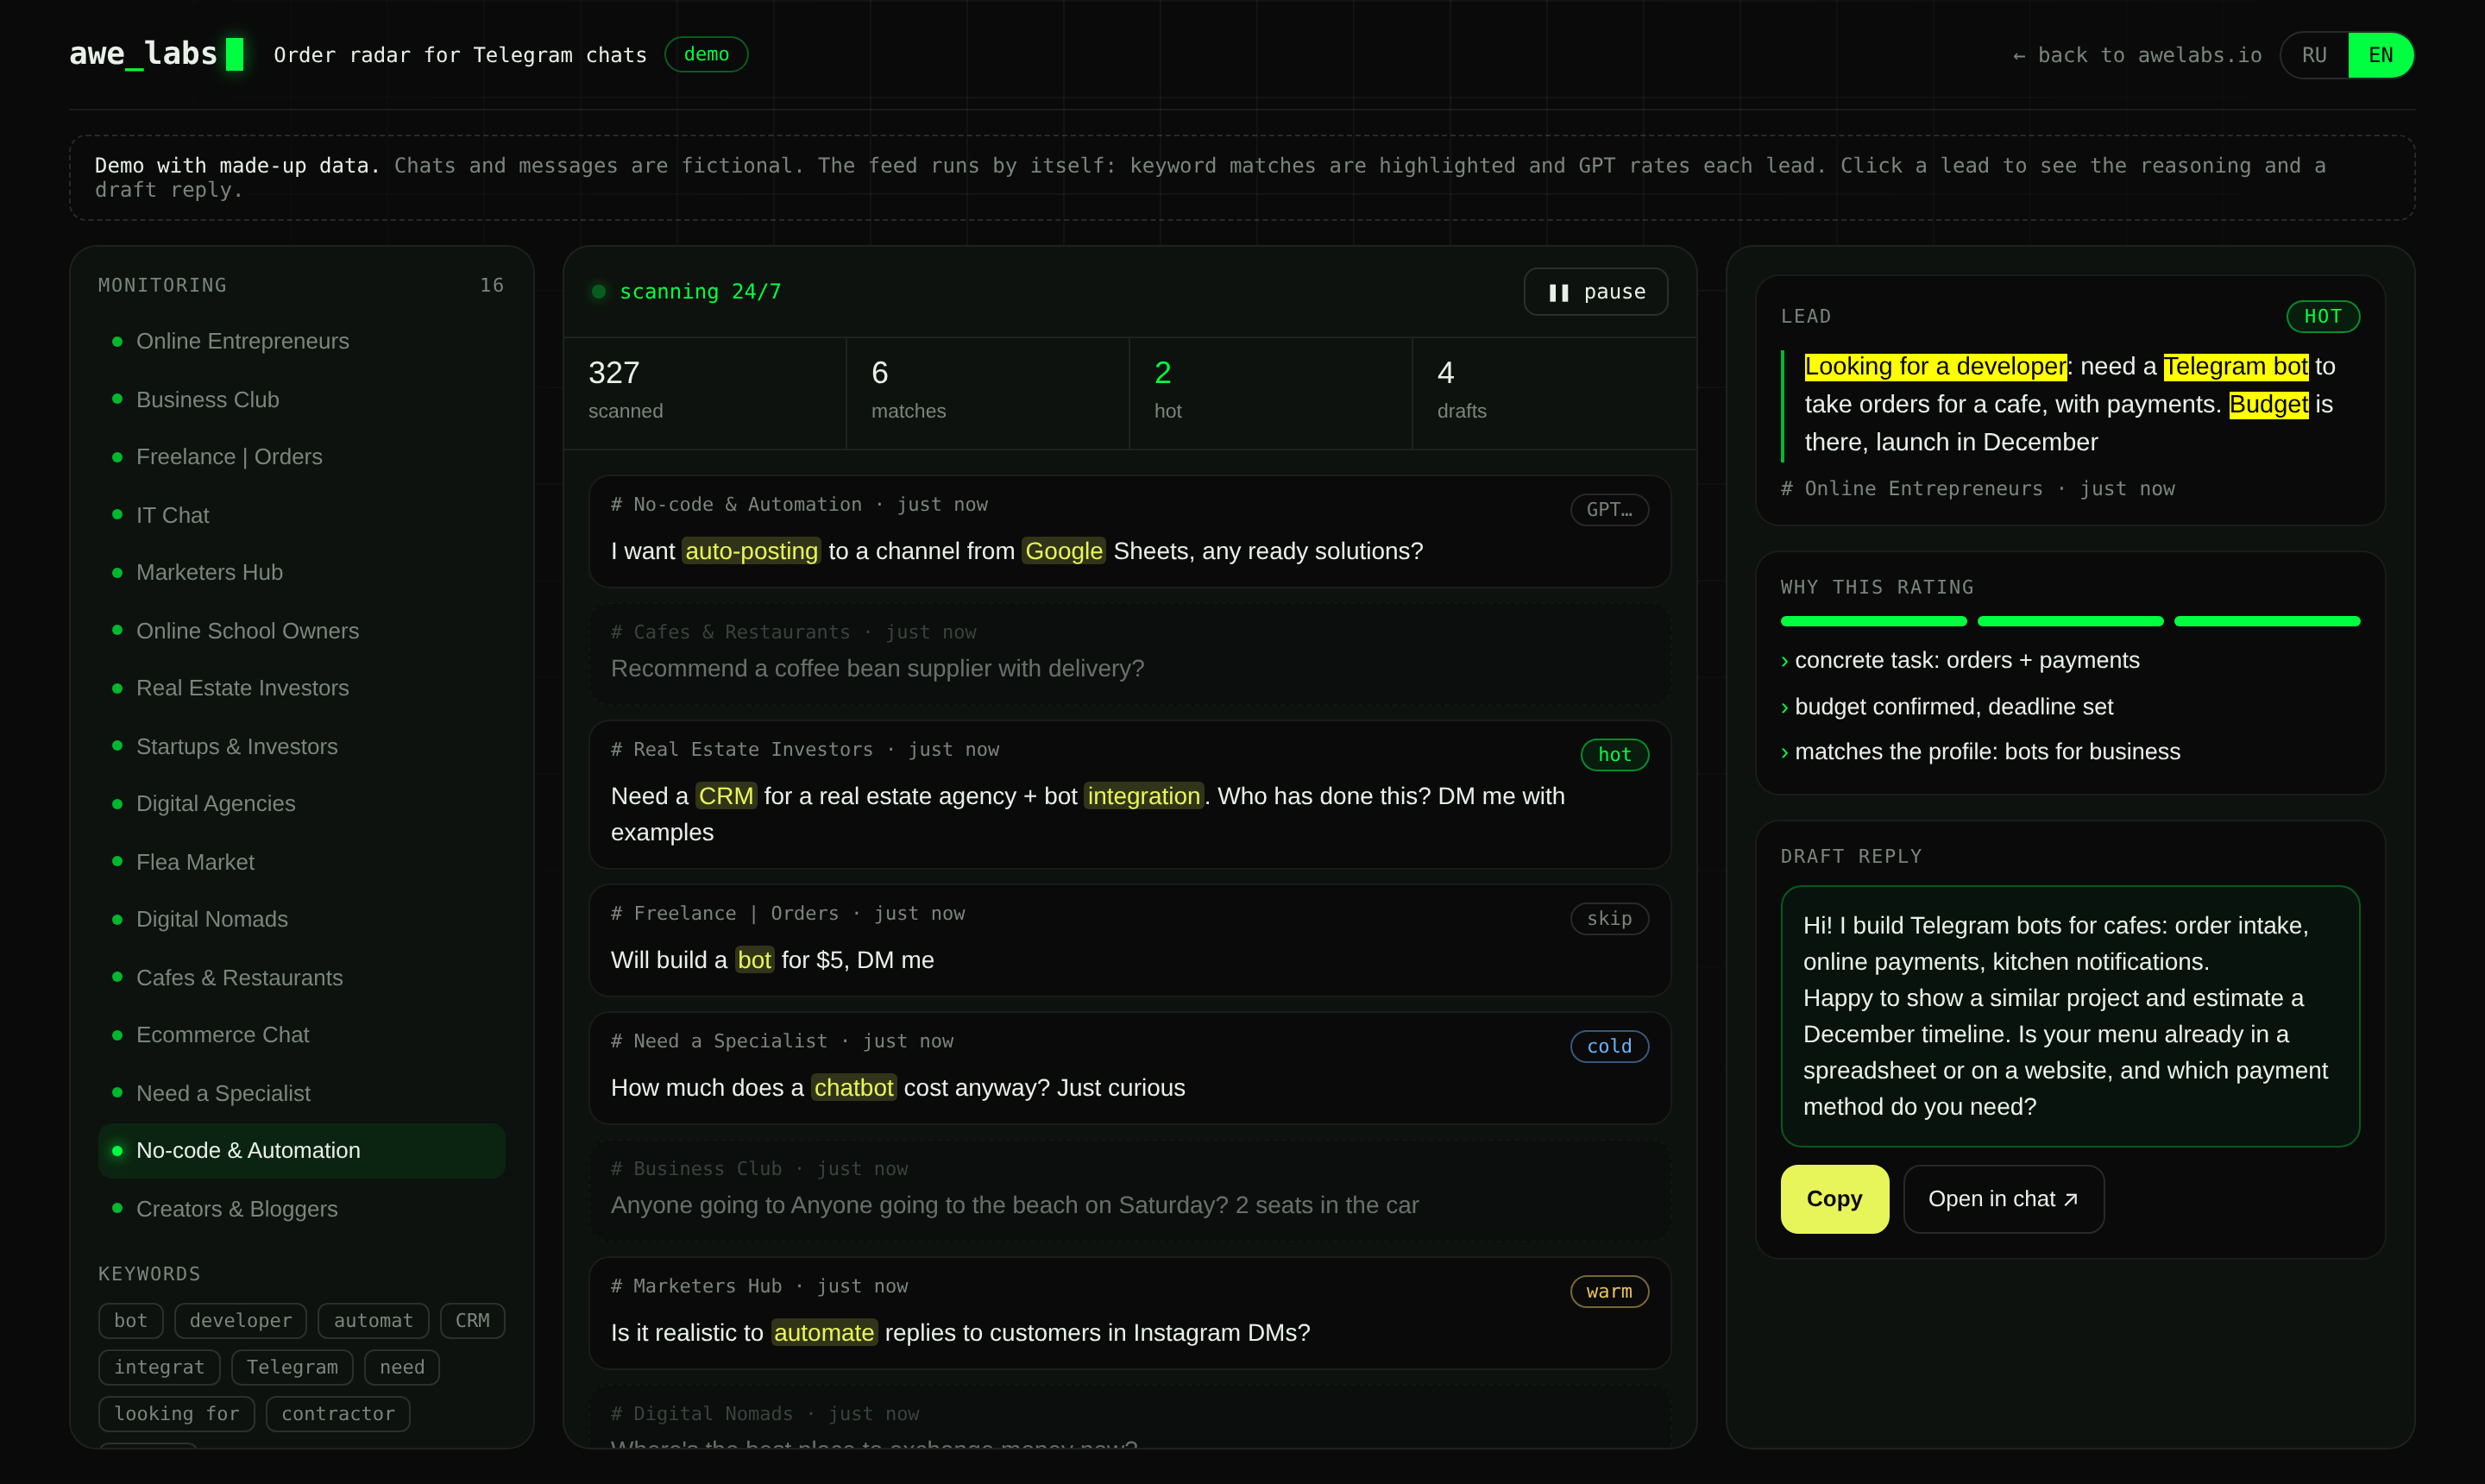 awe_labs
Order radar for Telegram chats
demo
← back to awelabs.io
RU
EN
Demo with made-up data. Chats and messages are fictional. The feed runs by itself: keyword matches are highlighted and GPT rates each lead. Click a lead to see the reasoning and a
draft reply.
MONITORING
16
Online Entrepreneurs
Business Club
Freelance | Orders
IT Chat
Marketers Hub
Online School Owners
Real Estate Investors
Startups & Investors
Digital Agencies
Flea Market
Digital Nomads
Cafes & Restaurants
Ecommerce Chat
Need a Specialist
No-code & Automation
Creators & Bloggers
KEYWORDS
bot
developer
automat
CRM
integrat
Telegram
need
looking for
contractor
scanning 24/7
pause
327
scanned
6
matches
2
hot
4
drafts
# No-code & Automation · just now
GPT…
I want auto-posting to a channel from Google Sheets, any ready solutions?
# Cafes & Restaurants · just now
Recommend a coffee bean supplier with delivery?
# Real Estate Investors · just now
hot
Need a CRM for a real estate agency + bot integration. Who has done this? DM me with
examples
# Freelance | Orders · just now
skip
Will build a bot for $5, DM me
# Need a Specialist · just now
cold
How much does a chatbot cost anyway? Just curious
# Business Club · just now
Anyone going to Anyone going to the beach on Saturday? 2 seats in the car
# Marketers Hub · just now
warm
Is it realistic to automate replies to customers in Instagram DMs?
# Digital Nomads · just now
Where's the best place to exchange money now?
LEAD
HOT
Looking for a developer: need a Telegram bot to
take orders for a cafe, with payments. Budget is
there, launch in December
# Online Entrepreneurs · just now
WHY THIS RATING
› concrete task: orders + payments
› budget confirmed, deadline set
› matches the profile: bots for business
DRAFT REPLY
Hi! I build Telegram bots for cafes: order intake,
online payments, kitchen notifications.
Happy to show a similar project and estimate a
December timeline. Is your menu already in a
spreadsheet or on a website, and which payment
method do you need?
Copy
Open in chat ↗